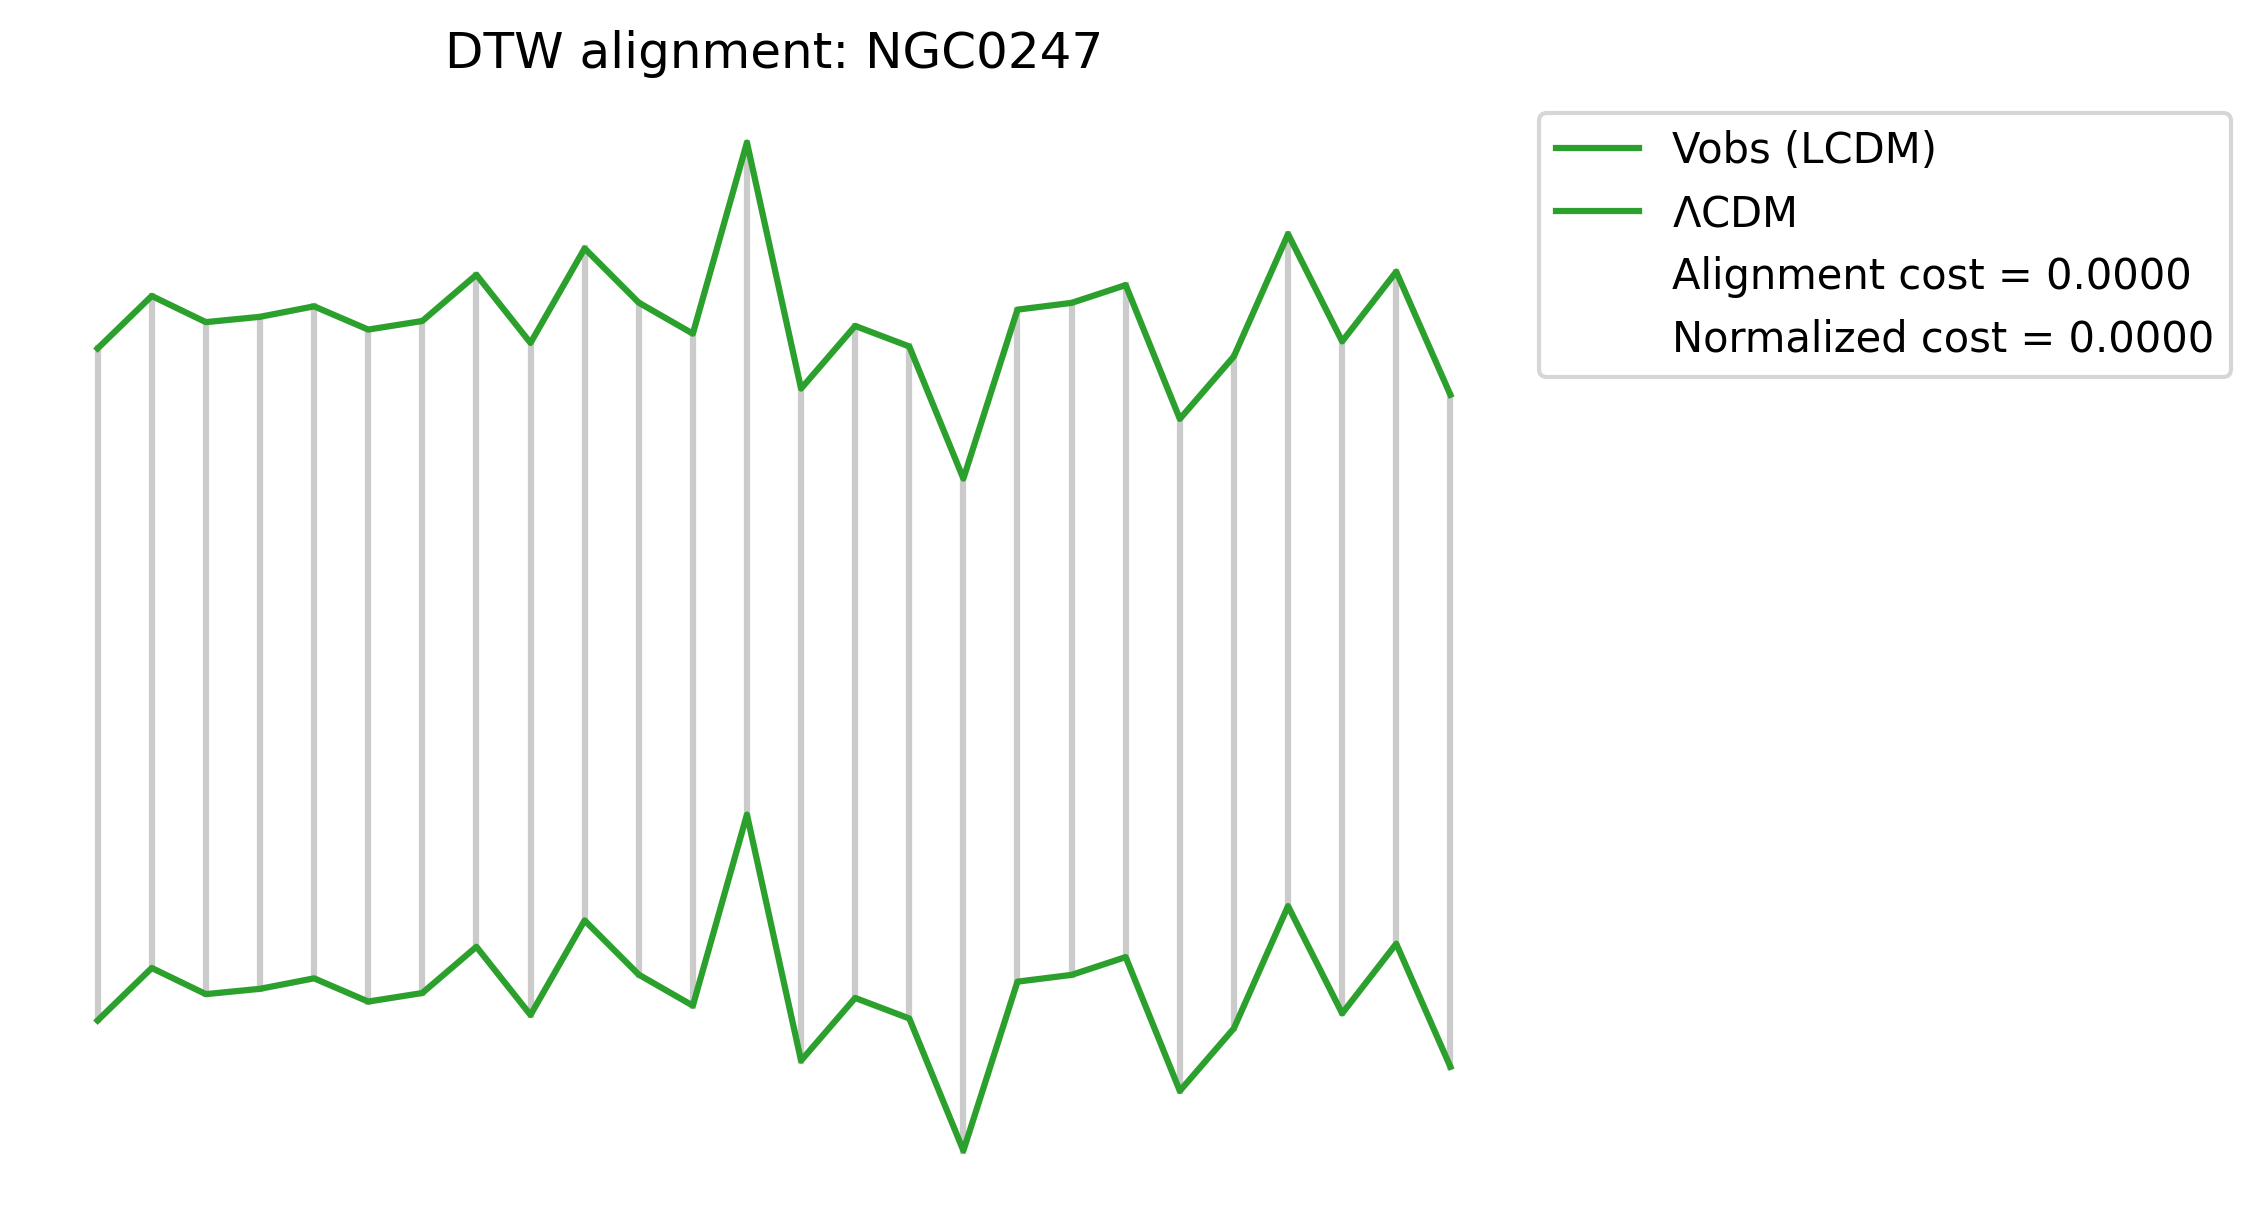 DTW alignment: NGC0247
Vobs (LCDM)
ΛCDM
Alignment cost = 0.0000
Normalized cost = 0.0000